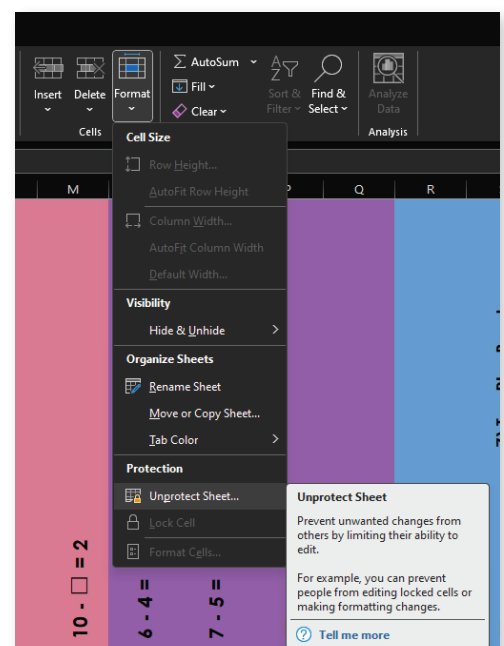 AutoSum
Insert Delete Format
Fill
Clear
Sort &
Filter
Find &
Select
Analyze
Data
Cells
Analysis
M P Q R
Cell Size
Row Height...
AutoFit Row Height
Column Width...
AutoFit Column Width
Default Width...
Visibility
Hide & Unhide
Organize Sheets
Rename Sheet
Move or Copy Sheet...
Tab Color
Protection
Unprotect Sheet...
Lock Cell
Format Cells...
Unprotect Sheet
Prevent unwanted changes from
others by limiting their ability to
edit.
For example, you can prevent
people from editing locked cells or
making formatting changes.
Tell me more
10 - □ = 2
6 - 4 =
7 - 5 =